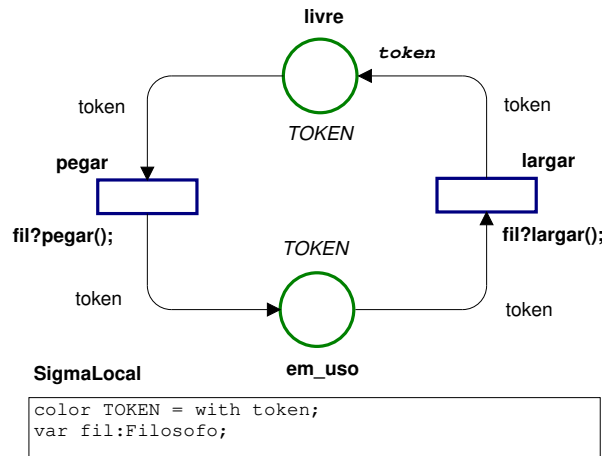 livre
token
token
token
TOKEN
pegar
largar
fil?pegar();
fil?largar();
TOKEN
token
token
em_uso
SigmaLocal
color TOKEN = with token;
var fil:Filosofo;